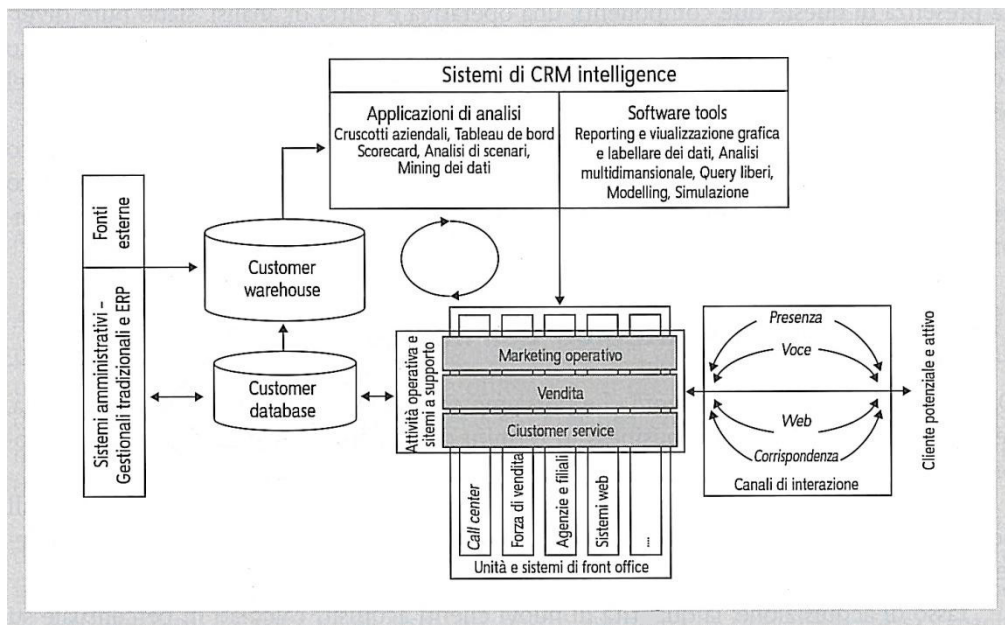 Sistemi di CRM intelligence
Applicazioni di analisi
Cruscotti aziendali, Tableau de bord
Scorecard, Analisi di scenari,
Mining dei dati
Software tools
Reporting e viualizzazione grafica
e labellare dei dati, Analisi
multidimansionale, Query liberi,
Modelling, Simulazione
Fonti
esterne
Sistemi amministrativi –
Gestionali tradizionali e ERP
Customer
warehouse
Customer
database
Attività operativa e
sitemi a supporto
Marketing operativo
Vendita
Ciustomer service
Call center
Forza di vendita
Agenzie e filiali
Sistemi web
....
Unità e sistemi di front office
Presenza
Voce
Web
Corrispondenza
Canali di interazione
Cliente potenziale e attivo